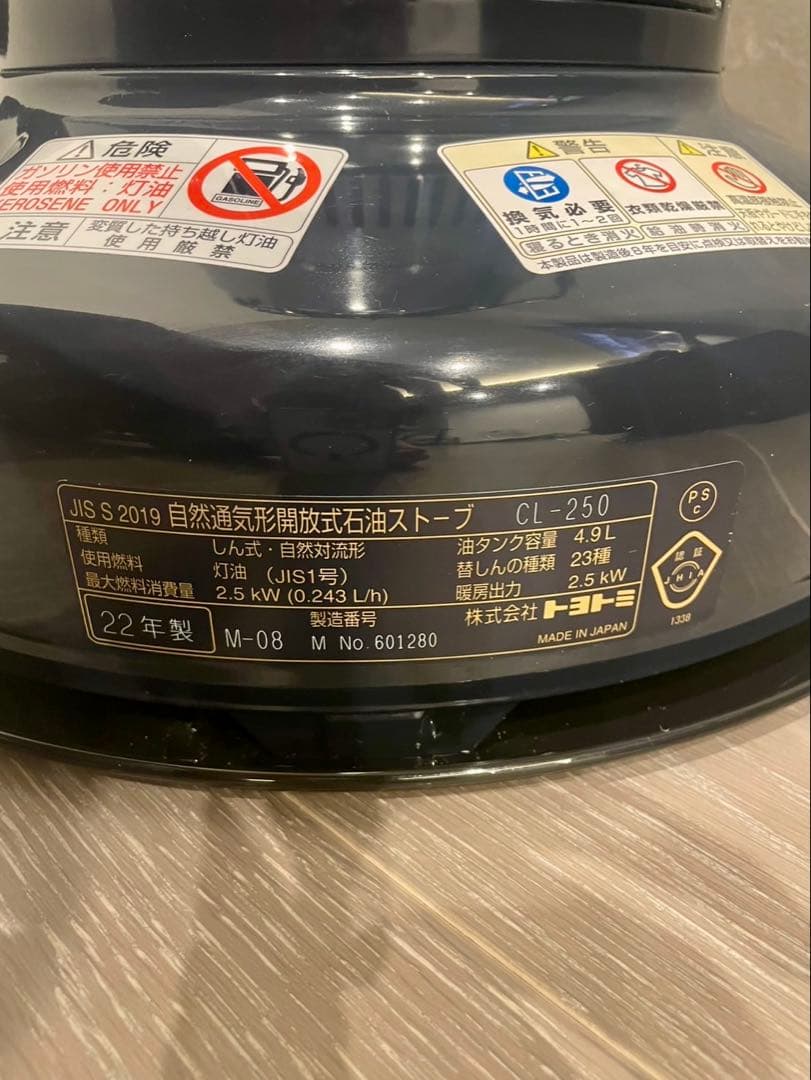 危険
ガソリン使用禁止
使用燃料：灯油
KEROSENE ONLY
GASOLINE
注意 変質した持ち越し灯油
使用厳禁
警告
換気必要
1時間に1~2回
衣類乾燥厳禁
寝るとき消火 給油時消火
本製品は製造後8年を目安に点検又は取替えを
注意
JIS S 2019 自然通気形開放式石油ストーブ CL-250
種類 しん式・自然対流形
使用燃料 灯油 (JIS1号)
最大燃料消費量 2.5 kW (0.243 L/h)
油タンク容量 4.9 L
替しんの種類 23種
暖房出力 2.5 kW
22年製
製造番号
M-08 M No. 601280
株式会社トヨトミ
MADE IN JAPAN
PS
C
認証
JHIA
1338